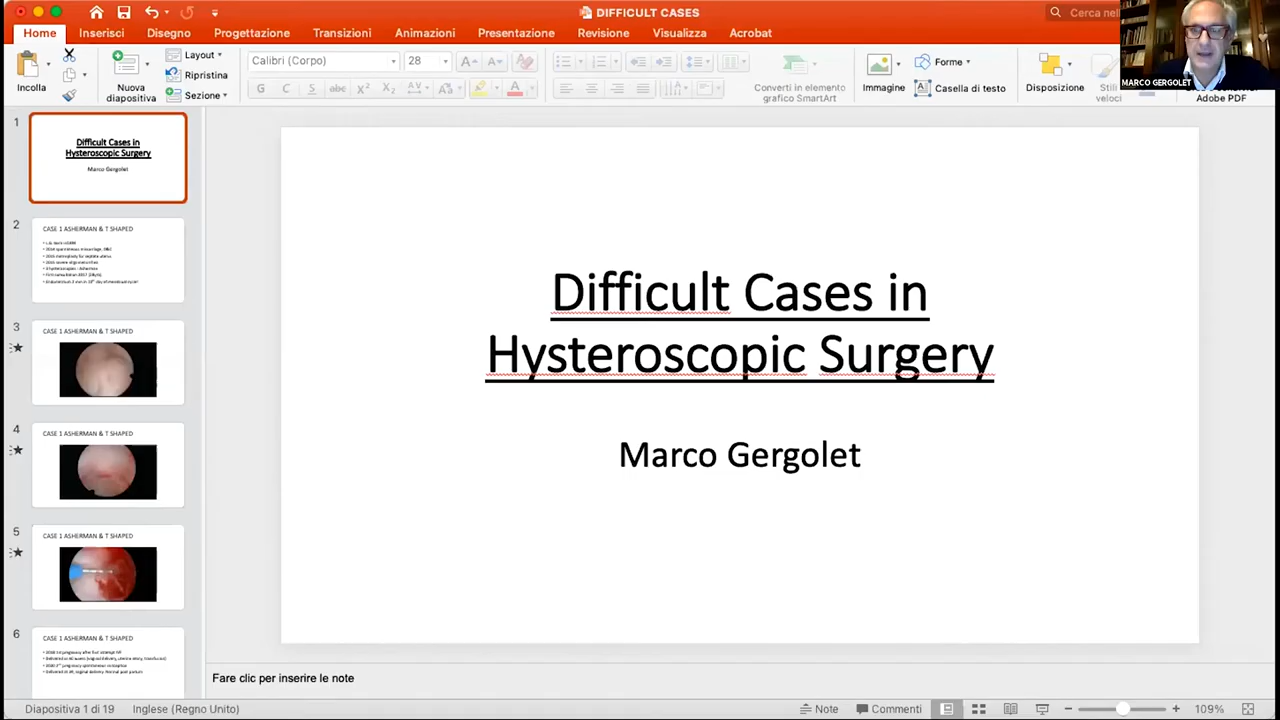 DIFFICULT CASES
Cerca nel
Home
Inserisci
Disegno
Progettazione
Transizioni
Animazioni
Presentazione
Revisione
Visualizza
Acrobat
MARCO GERGOLET
Incolla
Nuova
diapositiva
Layout
Ripristina
Sezione
Calibri (Corpo)
28
Converti in elemento
grafico SmartArt
Immagine
Forme
Casella di testo
Disposizione
Stili
veloci
Adobe PDF
1
Difficult Cases in
Hysteroscopic Surgery
Marco Gergolet
2
CASE 1 ASHERMAN & T SHAPED
3
CASE 1 ASHERMAN & T SHAPED
4
CASE 1 ASHERMAN & T SHAPED
5
CASE 1 ASHERMAN & T SHAPED
6
CASE 1 ASHERMAN & T SHAPED
Difficult Cases in
Hysteroscopic Surgery
Marco Gergolet
Fare clic per inserire le note
Diapositiva 1 di 19
Inglese (Regno Unito)
Note
Commenti
109%